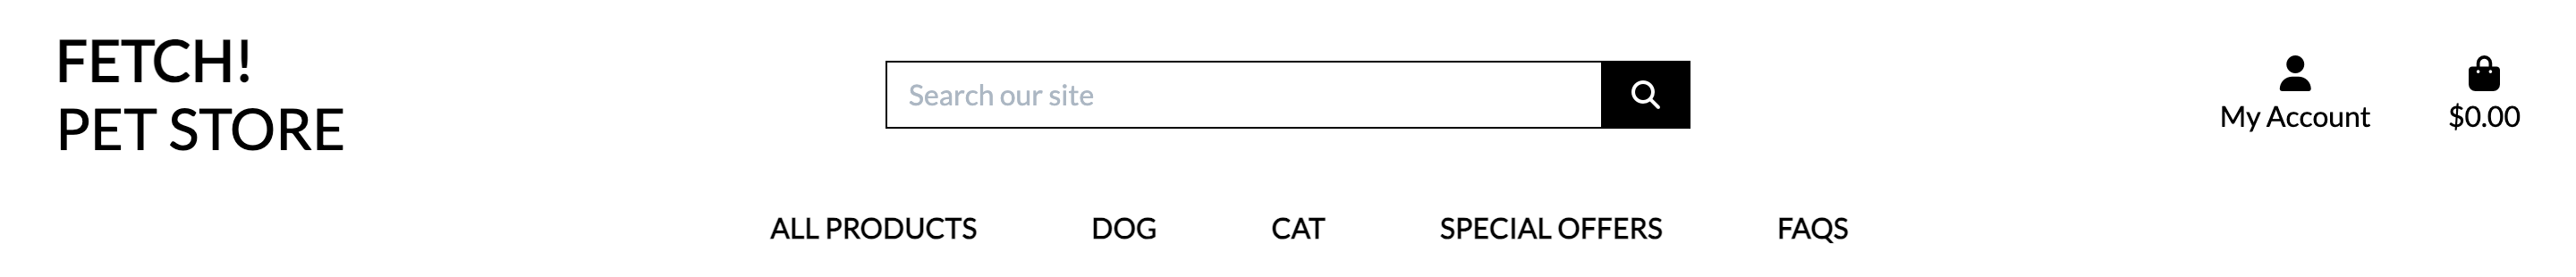 FETCH!
PET STORE
Search our site
My Account
$0.00
ALL PRODUCTS
DOG
CAT
SPECIAL OFFERS
FAQS